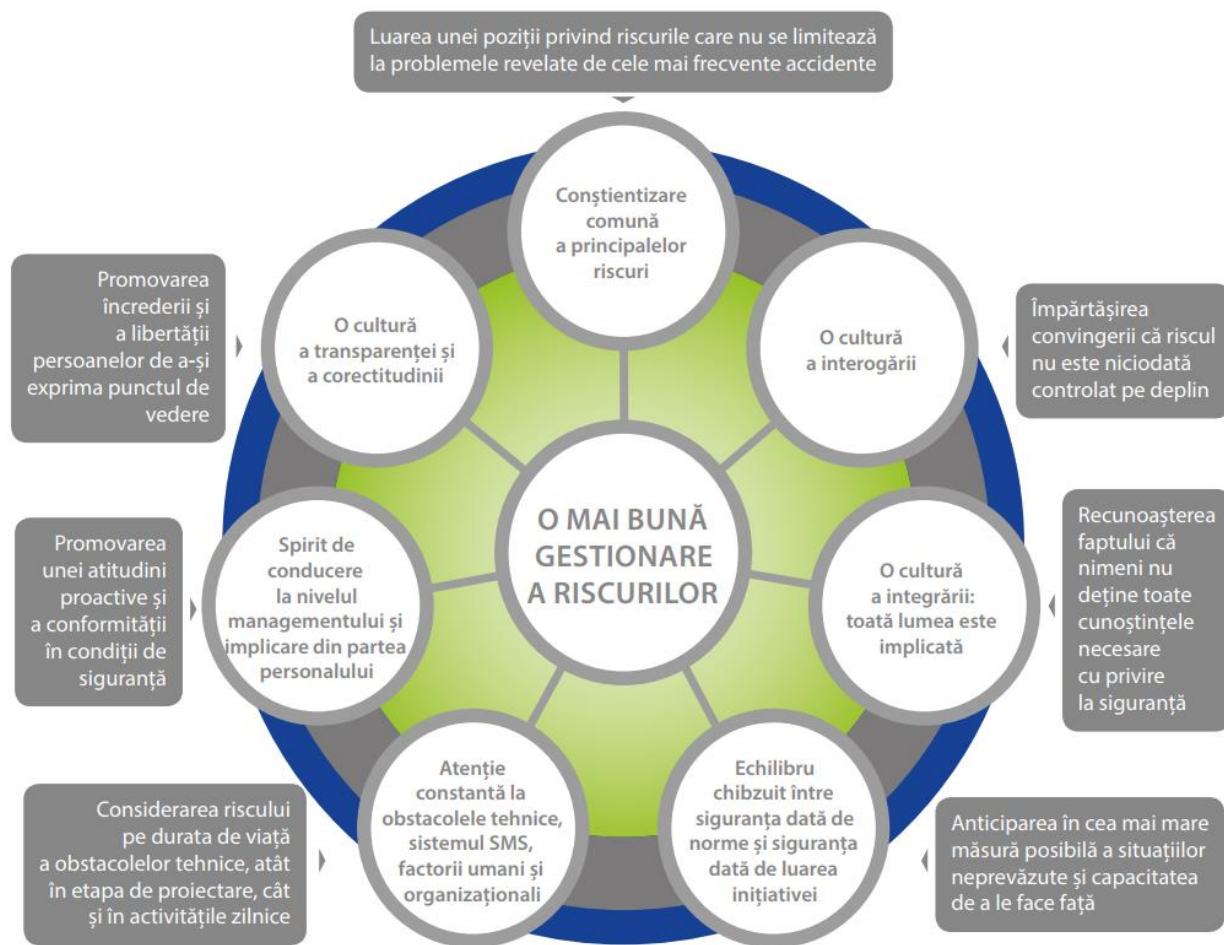 Luarea unei poziții privind riscurile care nu se limitează
la problemele revelate de cele mai frecvente accidente
Conștientizare
comună
a principalelor
riscuri
Promovarea
încrederii și
a libertății
persoanelor de a-și
exprima punctul de
vedere
O cultură
a transparenței și
a corectitudinii
O cultură
a interogării
Împărtășirea
convingerii că riscul
nu este niciodată
controlat pe deplin
O MAI BUNĂ
GESTIONARE
A RISCURILOR
Promovarea
unei atitudini
proactive și
a conformității
în condiții de
siguranță
Spirit de
conducere
la nivelul
managementului și
implicare din partea
personalului
O cultură
a integrării:
toată lumea este
implicată
Recunoașterea
faptului că
nimeni nu
deține toate
cunoștințele
necesare
cu privire
la siguranță
Considerarea riscului
pe durata de viață
a obstacolelor tehnice, atât
în etapa de proiectare, cât
și în activitățile zilnice
Atenție
constantă la
obstacolele tehnice,
sistemul SMS,
factorii umani și
organizaționali
Echilibru
chibzuit între
siguranța dată de
norme și siguranța
dată de luarea
inițiativei
Anticiparea în cea mai mare
măsură posibilă a situațiilor
neprevăzute și capacitatea
de a le face față